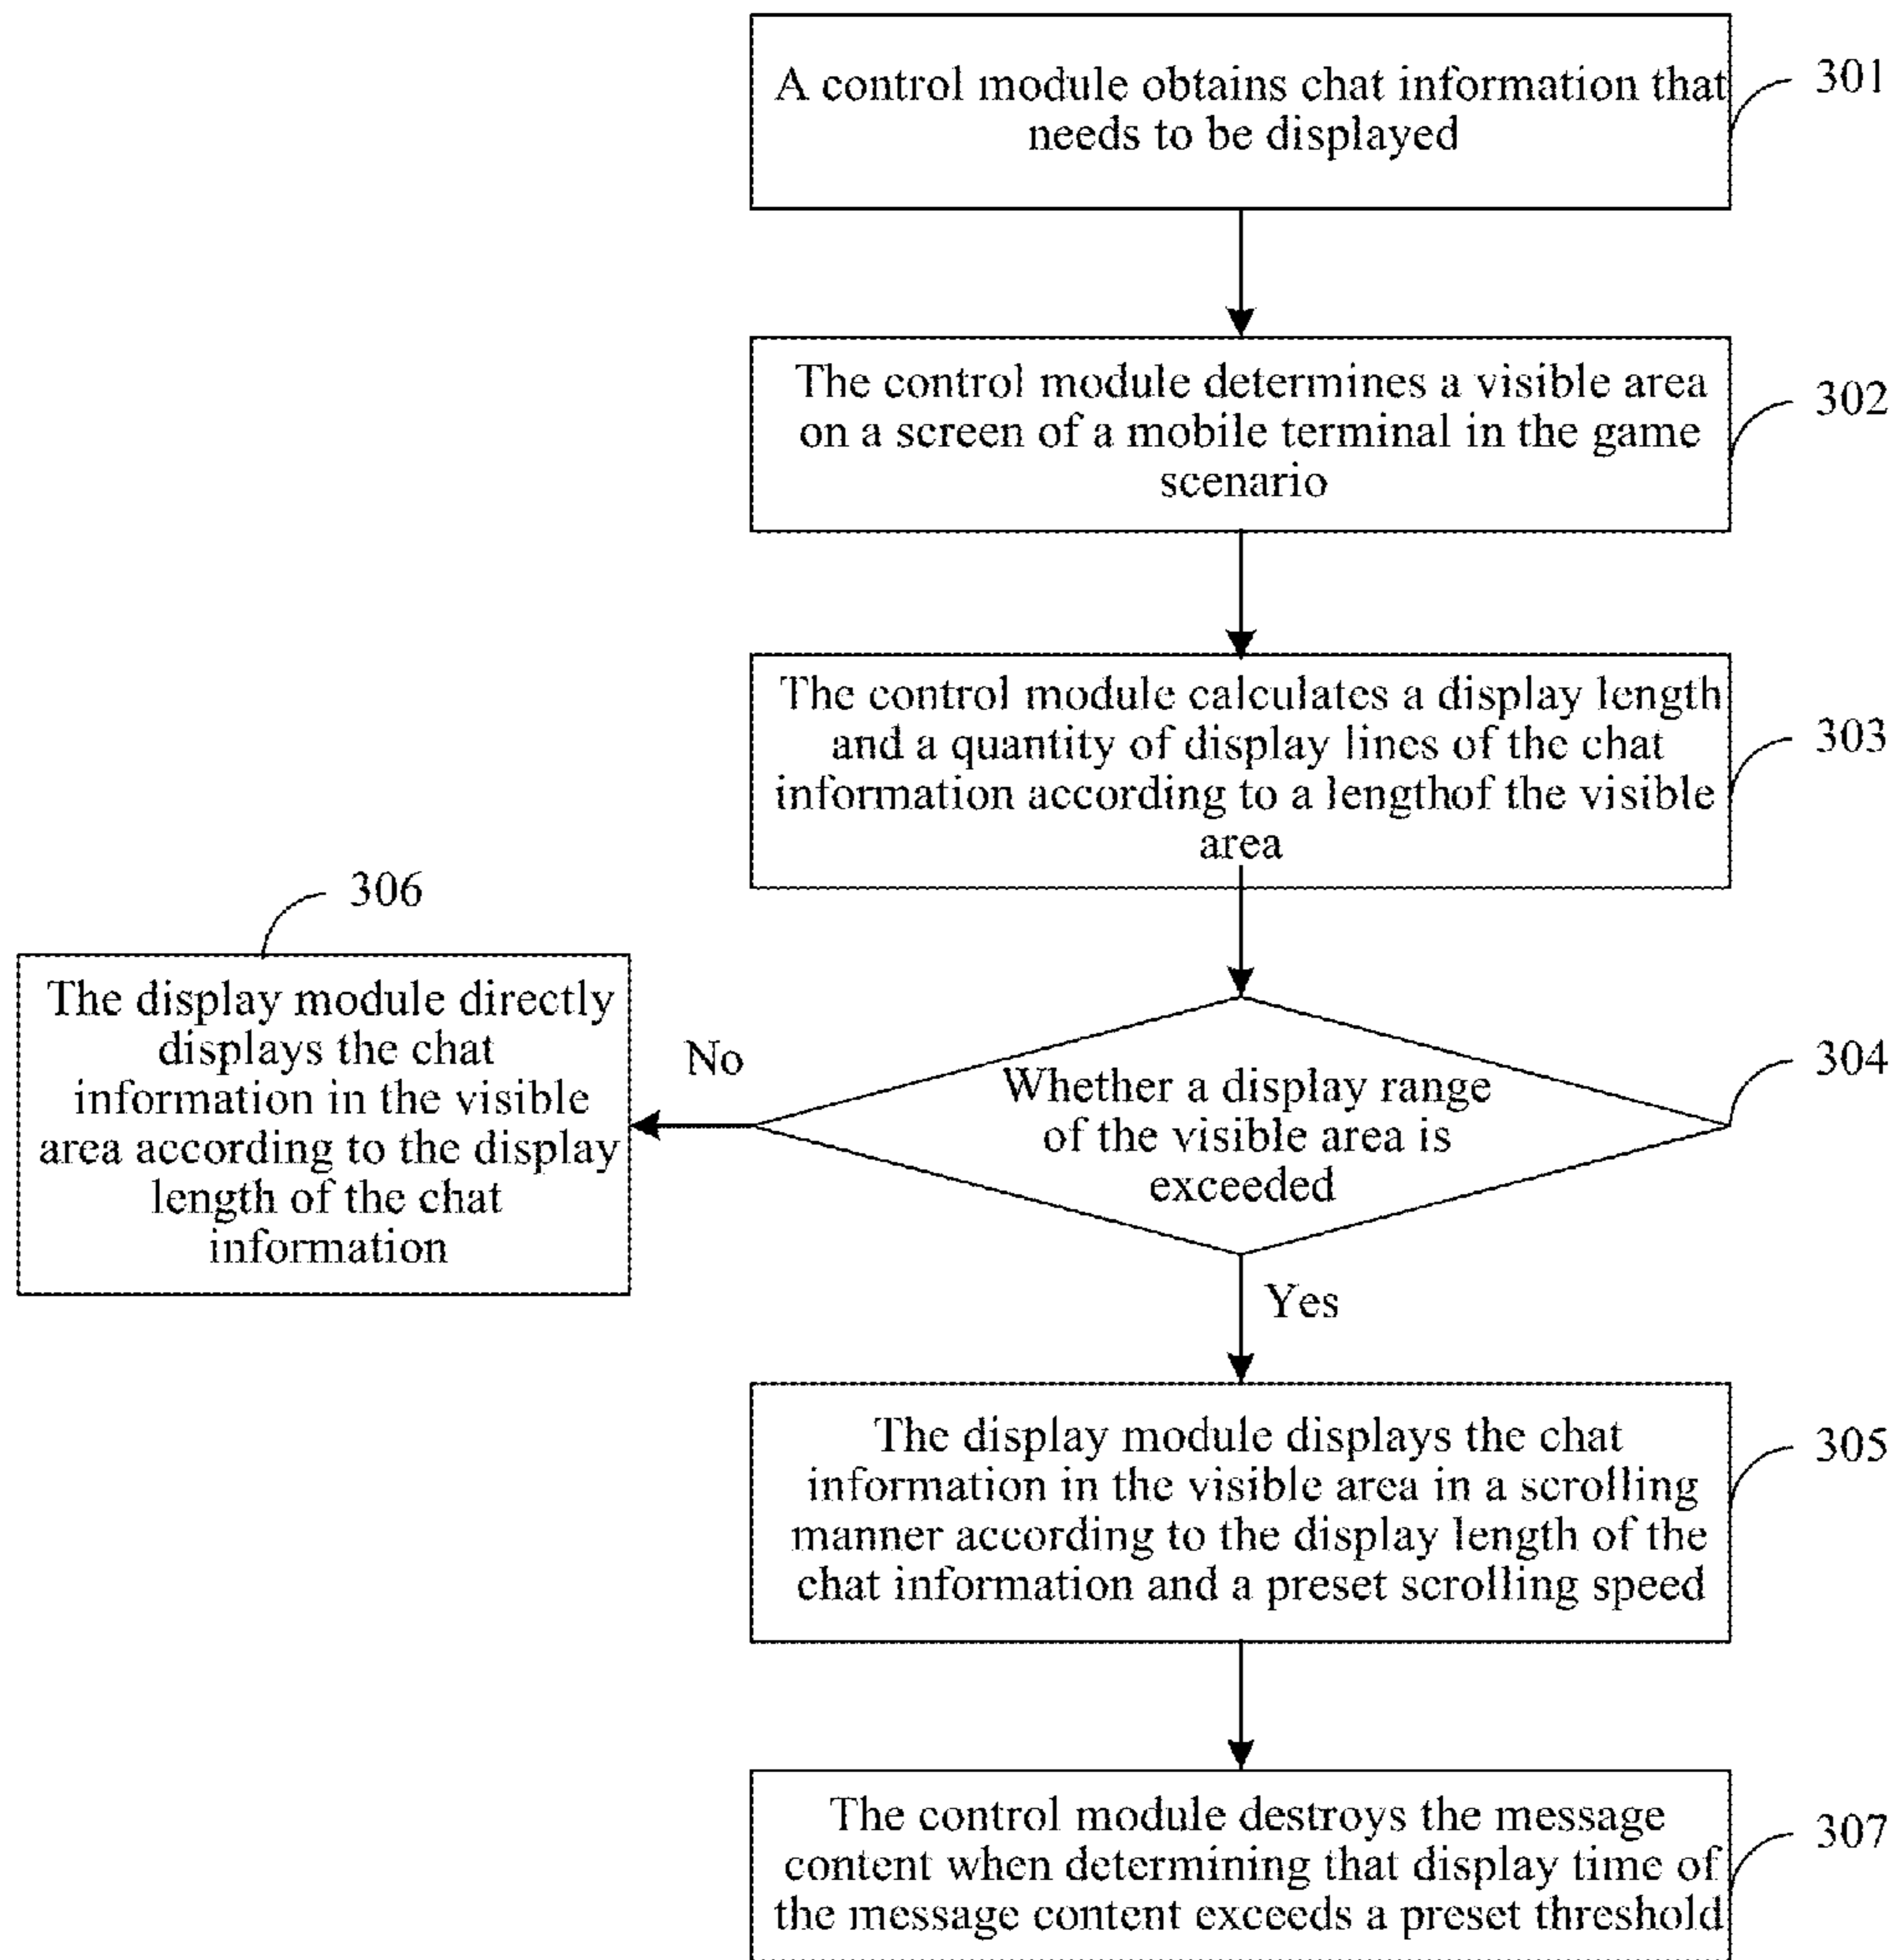 A control module obtains chat information that
needs to be displayed
301
The control module determines a visible area
on a screen of a mobile terminal in the game
scenario
302
The control module calculates a display length
and a quantity of display lines of the chat
information according to a lengthof the visible
area
303
306
The display module directly
displays the chat
information in the visible
area according to the display
length of the chat
information
No
Whether a display range
of the visible area is
exceeded
304
Yes
The display module displays the chat
information in the visible area in a scrolling
manner according to the display length of the
chat information and a preset scrolling speed
305
The control module destroys the message
content when determining that display time of
the message content exceeds a preset threshold
307